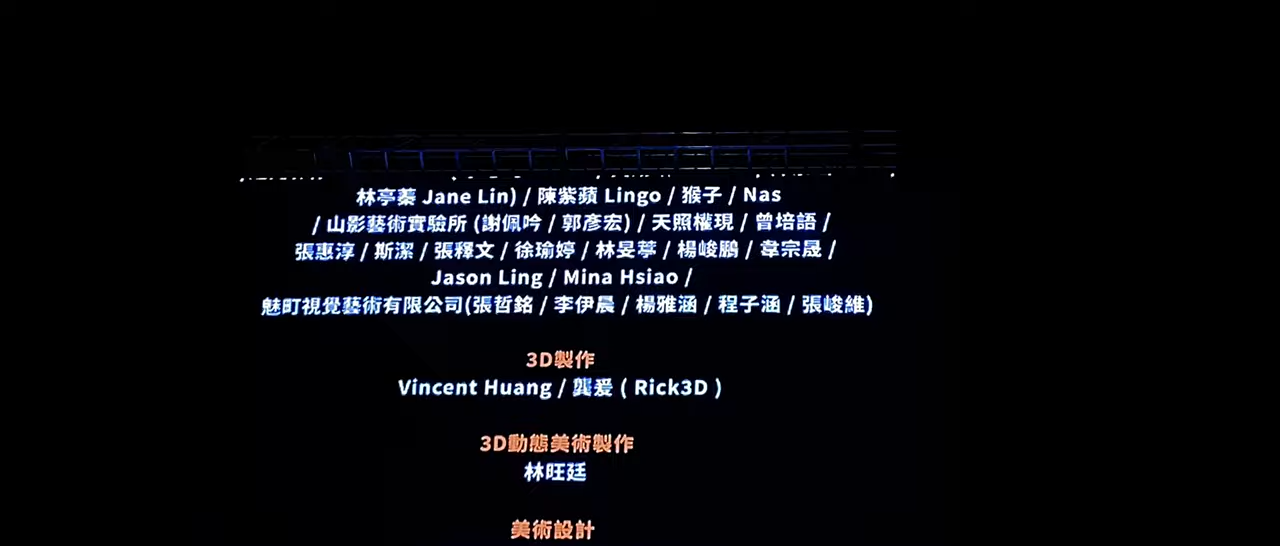 林亭蓁 Jane Lin) / 陳紫蘋 Lingo / 猴子 / Nas
/ 山影藝術實驗所 (謝佩吟 / 郭彥宏) / 天照權現 / 曾培語 /
張惠淳 / 斯潔 / 張釋文 / 徐瑜婷 / 林旻葶 / 楊峻鵬 / 韋宗晟 /
Jason Ling / Mina Hsiao /
魅町視覺藝術有限公司(張哲銘 / 李伊晨 / 楊雅涵 / 程子涵 / 張峻維)
3D製作
Vincent Huang / 龔爰 ( Rick3D )
3D動態美術製作
林旺廷
美術設計